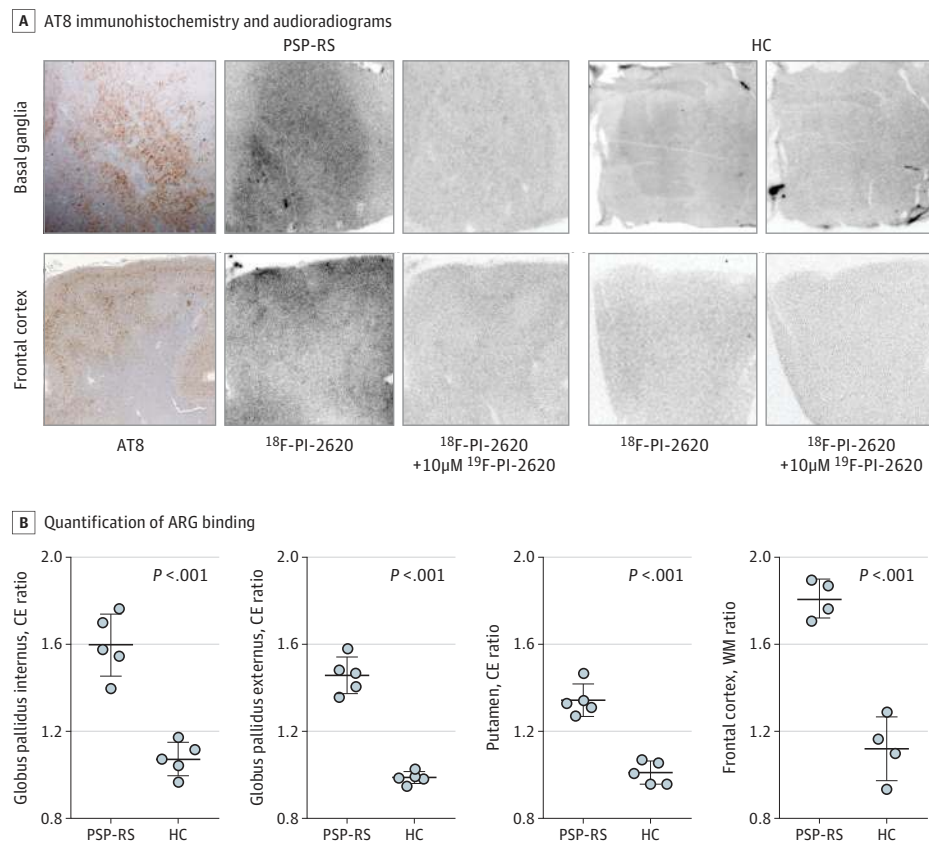 A AT8 immunohistochemistry and audioradiograms
PSP-RS
HC
Basal ganglia
Frontal cortex
AT8
18F-PI-2620
18F-PI-2620
+10μM 19F-PI-2620
18F-PI-2620
18F-PI-2620
+10μM 19F-PI-2620
B Quantification of ARG binding
Globus pallidus internus, CE ratio
2.0
1.6
1.2
0.8
P <.001
PSP-RS
HC
Globus pallidus externus, CE ratio
2.0
1.6
1.2
0.8
P <.001
PSP-RS
HC
Putamen, CE ratio
2.0
1.6
1.2
0.8
P <.001
PSP-RS
HC
Frontal cortex, WM ratio
2.0
1.6
1.2
0.8
P <.001
PSP-RS
HC